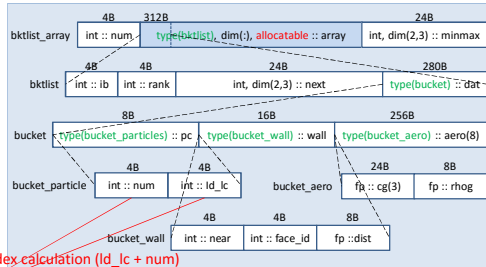 4B 312B 24B
bktlist_array int :: num type(bktlist), dim(:), allocatable :: array int, dim(2,3) :: minmax
4B 4B 24B 280B
bktlist int :: ib int :: rank int, dim(2,3) :: next type(bucket) :: dat
8B 16B 256B
bucket type(bucket_particles) :: pc type(bucket_wall) :: wall type(bucket_aero) :: aero(8)
4B 4B 24B 8B
bucket_particle int :: num int :: ld_lc bucket_aero fp :: cg(3) fp :: rhog
4B 4B 8B
bucket_wall int :: near int :: face_id fp ::dist
calculation (ld_lc + num)